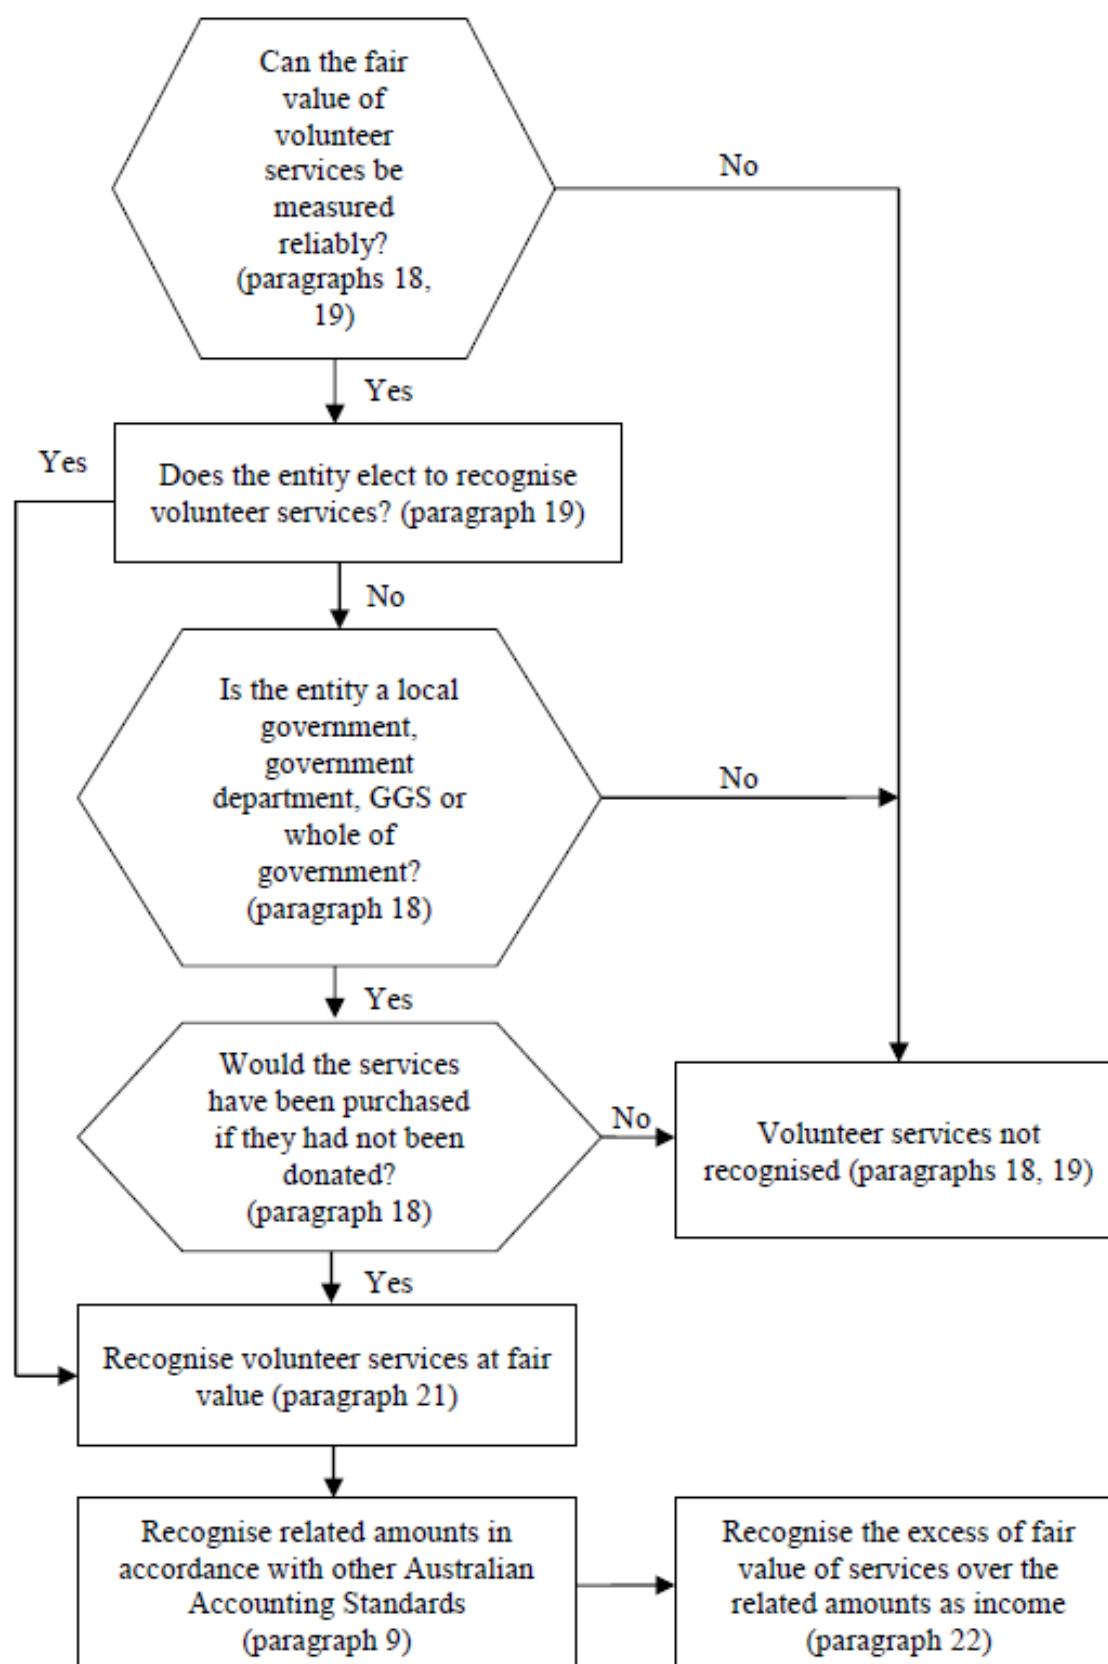 Can the fair
value of
volunteer
services be
measured
reliably?
(paragraphs 18,
19)
No
Yes
Yes
Does the entity elect to recognise
volunteer services? (paragraph 19)
No
Is the entity a local
government,
government
department, GGS or
whole of
government?
(paragraph 18)
No
Yes
Would the services
have been purchased
if they had not been
donated?
(paragraph 18)
No
Volunteer services not
recognised (paragraphs 18, 19)
Yes
Recognise volunteer services at fair
value (paragraph 21)
Recognise related amounts in
accordance with other Australian
Accounting Standards
(paragraph 9)
Recognise the excess of fair
value of services over the
related amounts as income
(paragraph 22)